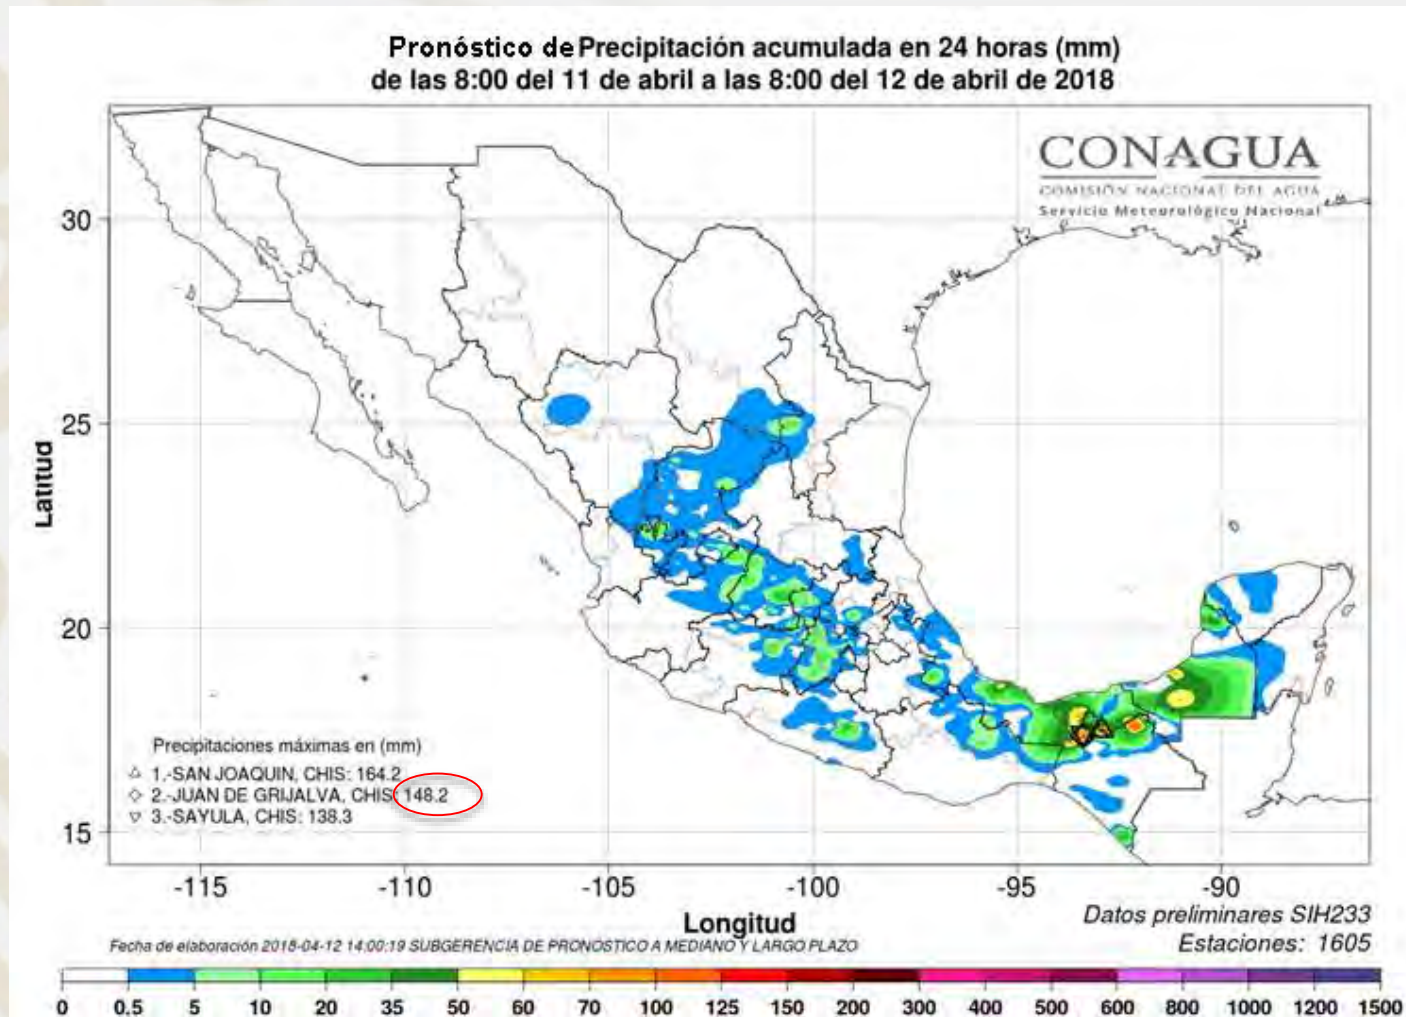 Pronóstico de Precipitación acumulada en 24 horas (mm)
de las 8:00 del 11 de abril a las 8:00 del 12 de abril de 2018
CONAGUA
COMISIÓN NACIONAL DEL AGUA
Servicio Meteorológico Nacional
30
25
20
15
Latitud
Precipitaciones máximas en (mm)
1.-SAN JOAQUIN, CHIS: 164.2
2.-JUAN DE GRIJALVA, CHIS: 148.2
3.-SAYULA, CHIS: 138.3
-115 -110 -105 -100 -95 -90
Longitud
Datos preliminares SIH233
Estaciones: 1605
Fecha de elaboración 2018-04-12 14:00:19 SUBGERENCIA DE PRONOSTICO A MEDIANO Y LARGO PLAZO
0 0.5 5 10 20 35 50 60 70 100 125 150 200 300 400 500 600 800 1000 1200 1500